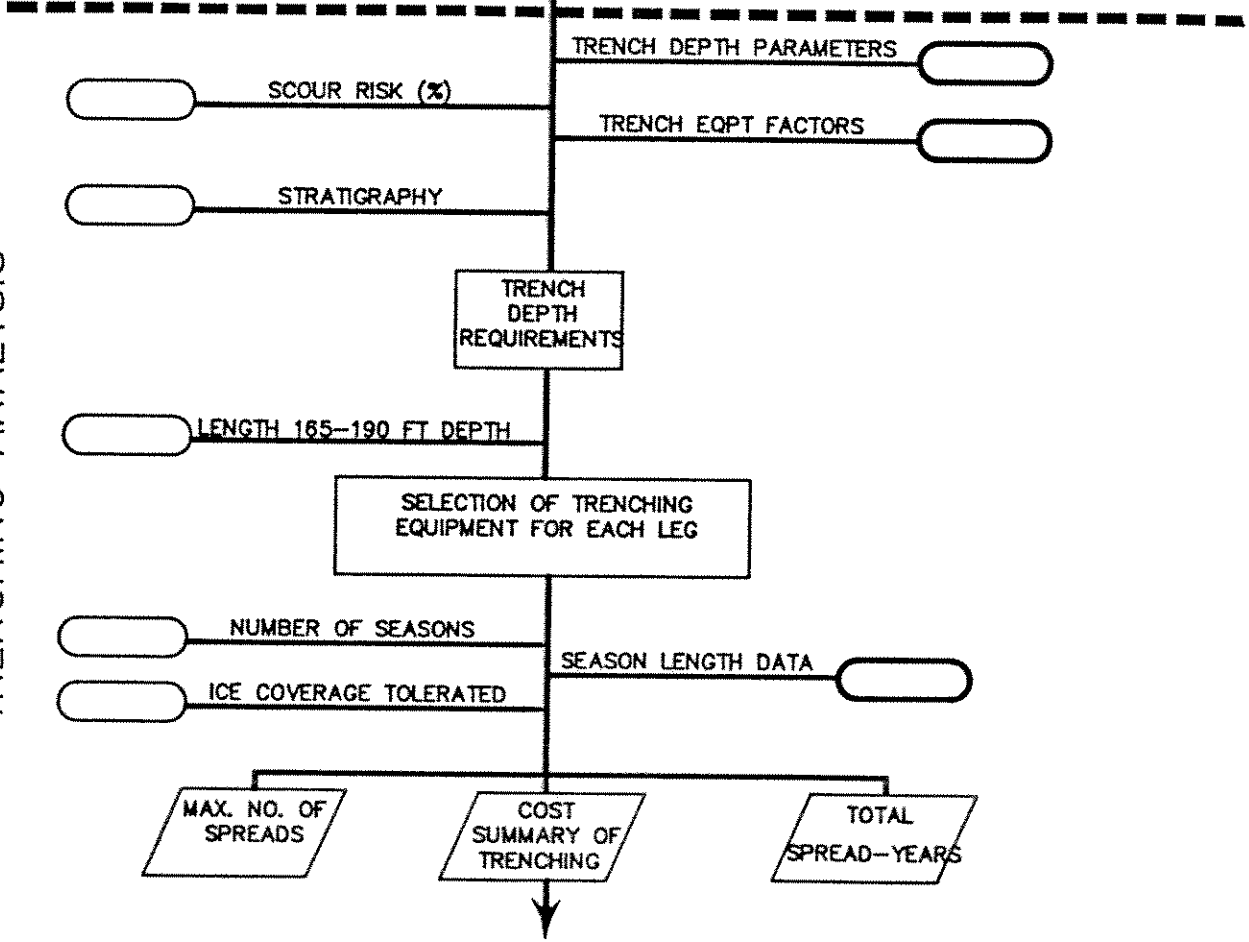 TRENCH DEPTH PARAMETERS
SCOUR RISK (%)
TRENCH EQPT FACTORS
STRATIGRAPHY
TRENCH
DEPTH
REQUIREMENTS
LENGTH 165-190 FT DEPTH
SELECTION OF TRENCHING
EQUIPMENT FOR EACH LEG
NUMBER OF SEASONS
SEASON LENGTH DATA
ICE COVERAGE TOLERATED
MAX. NO. OF
SPREADS
COST
SUMMARY OF
TRENCHING
TOTAL
SPREAD-YEARS